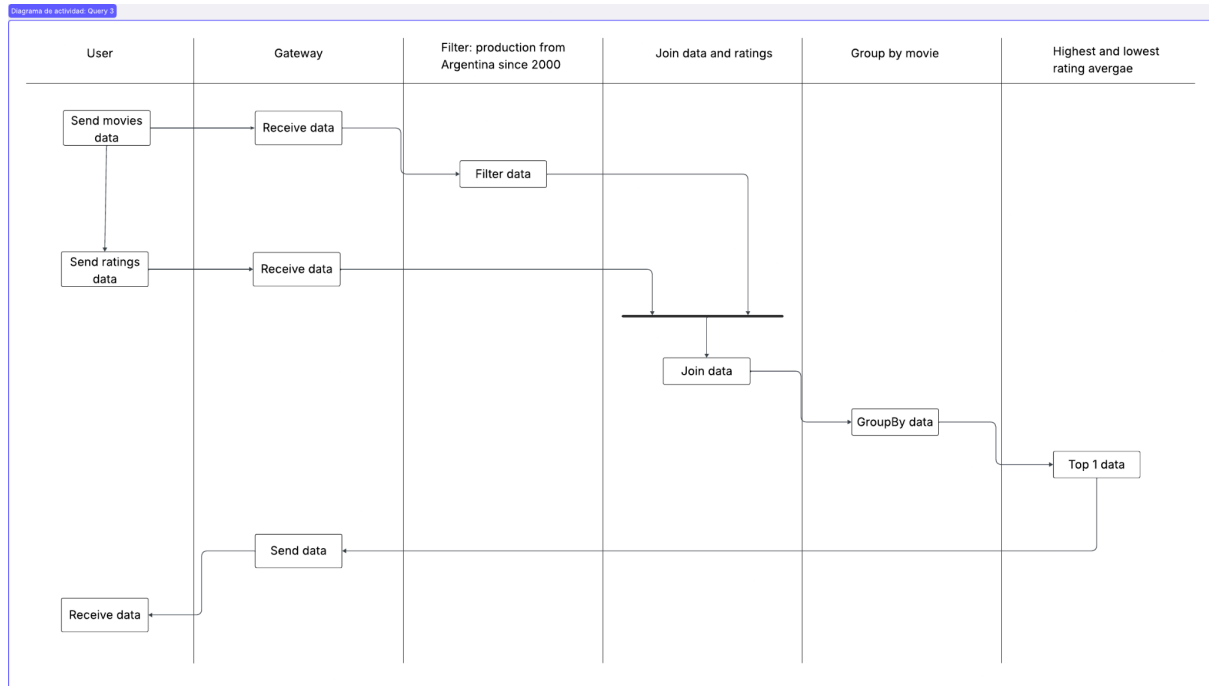 Diagrama de actividad: Query 3
User
Gateway
Filter: production from
Argentina since 2000
Join data and ratings
Group by movie
Highest and lowest
rating avergae
Send movies
data
Receive data
Filter data
Send ratings
data
Receive data
Join data
GroupBy data
Top 1 data
Send data
Receive data